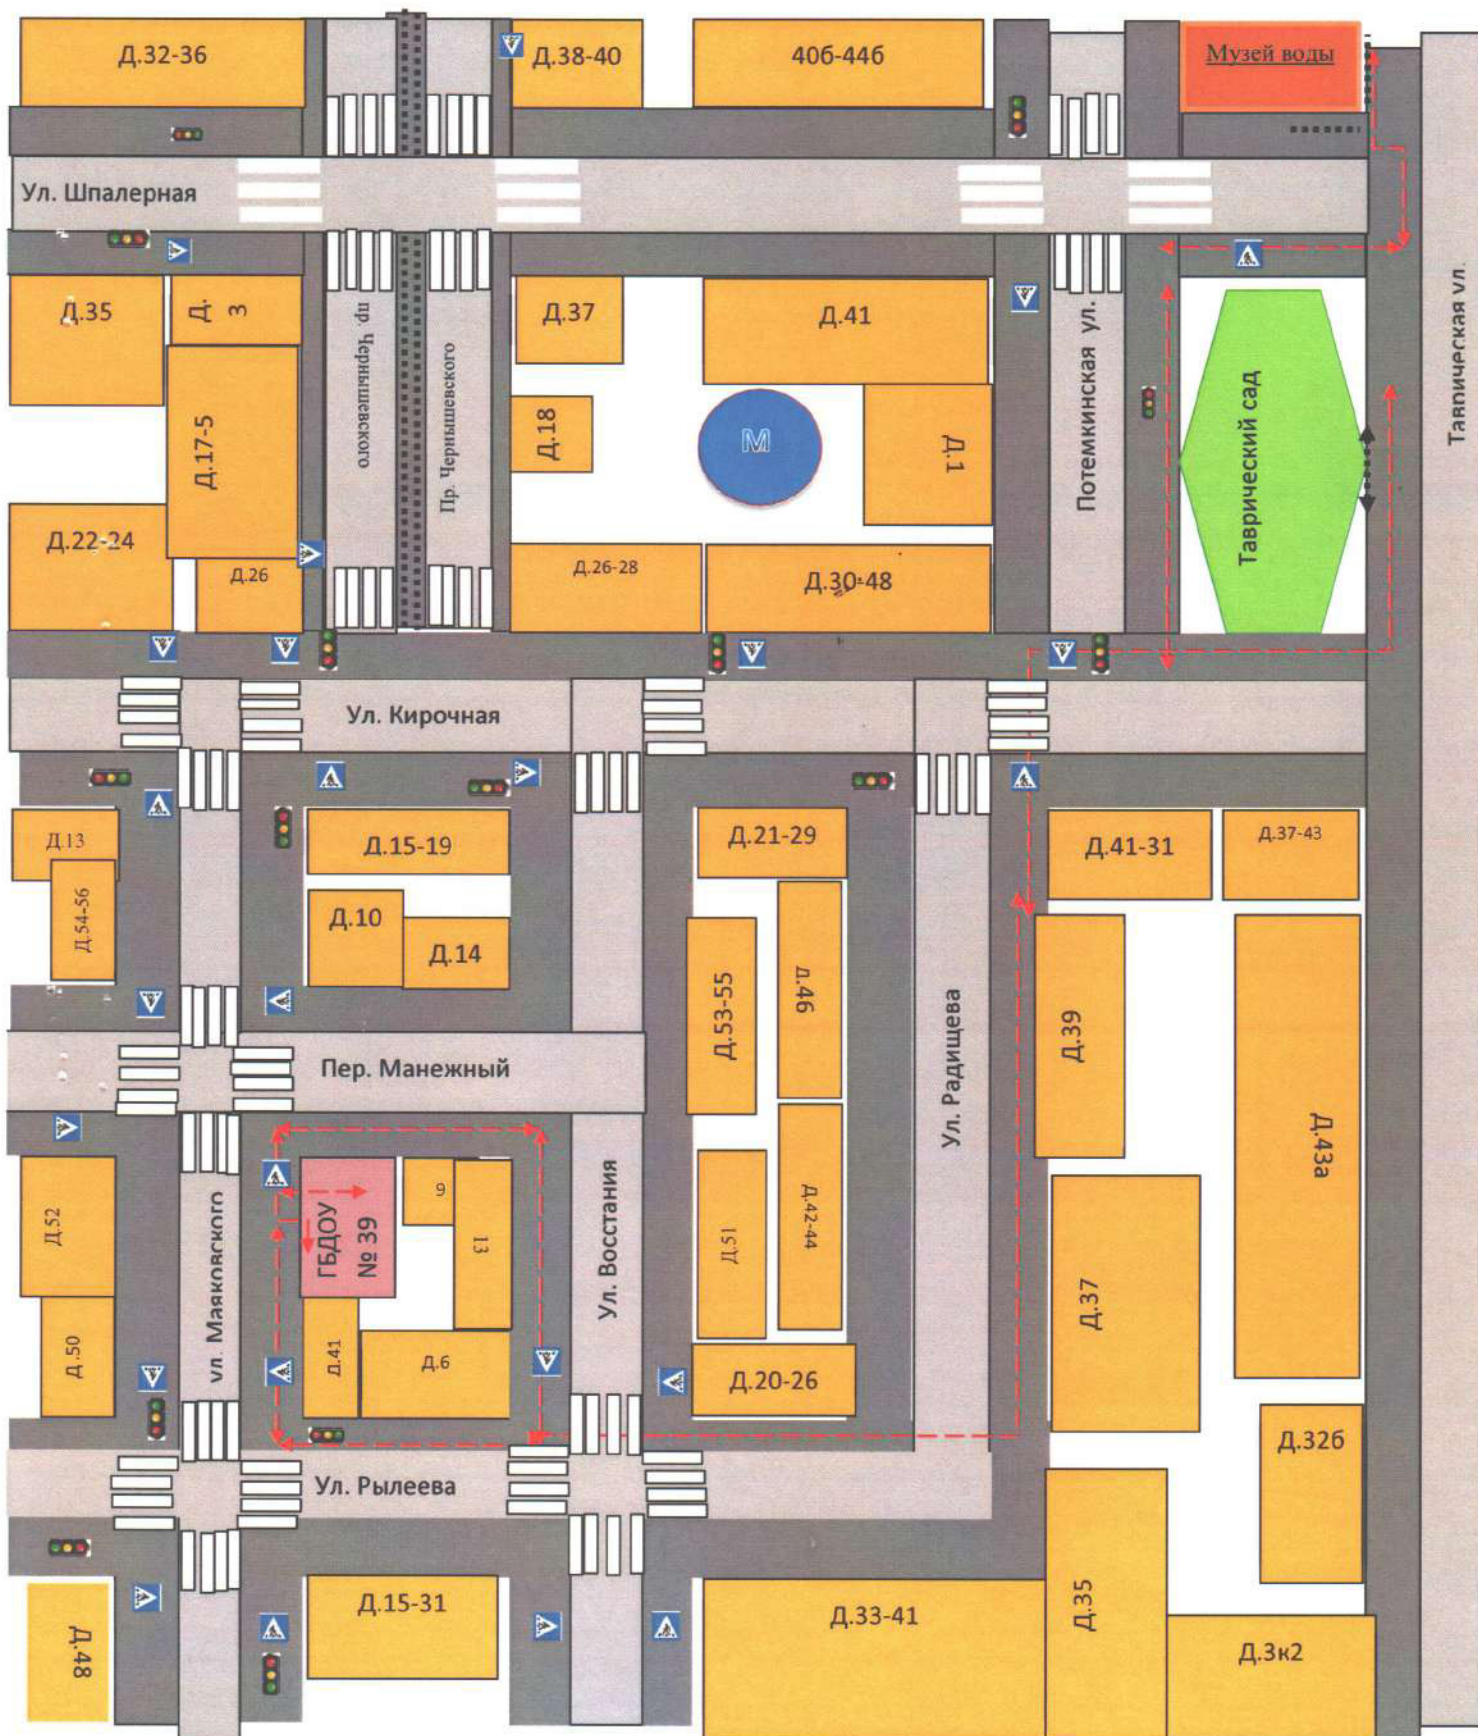 Д.32-36
Д.38-40
40б-44б
Музей воды
Ул. Шпалерная
Д.35
Д.
3
Д.37
Д.41
пр. Чернышевского
Пр. Чернышевского
Потемкинская ул.
Таврический сад
Таврическая ул.
Д.17-5
Д.18
М
Д.1
Д.22-24
Д.26
Д.26-28
Д.30-48
Ул. Кирочная
Д.13
Д.54-56
Д.15-19
Д.10
Д.14
Д.21-29
Д.53-55
Д.46
Ул. Радищева
Д.41-31
Д.37-43
Д.39
Д.43а
Пер. Манежный
Д.52
Д.50
ул. Маяковского
ГБДОУ
№ 39
9
13
Д.41
Д.6
Ул. Восстания
Д.51
Д.42-44
Д.20-26
Д.37
Д.32б
Ул. Рылеева
Д.48
Д.15-31
Д.33-41
Д.35
Д.3к2